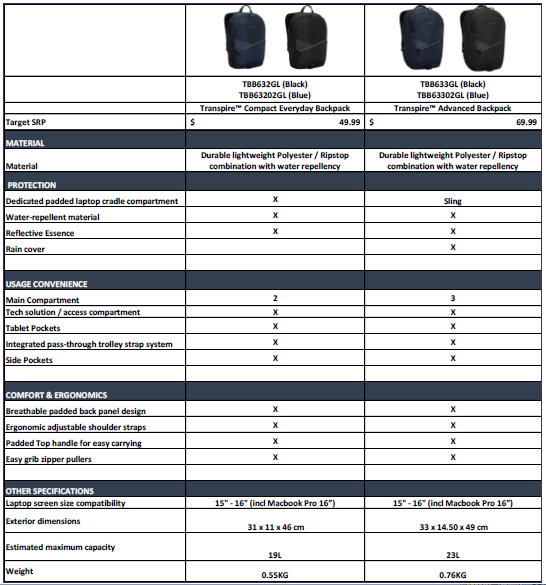 TBB632GL (Black) TBB633GL (Black)
TBB63202GL (Blue) TBB63302GL (Blue)
Transpire™ Compact Everyday Backpack Transpire™ Advanced Backpack
Target SRP $ 49.99 $ 69.99
MATERIAL
Durable lightweight Polyester / Ripstop Durable lightweight Polyester / Ripstop
Material combination with water repellency combination with water repellency
PROTECTION
Dedicated padded laptop cradle compartment X Sling
Water-repellent material X X
Reflective Essence X X
Rain cover X
USAGE CONVENIENCE
Main Compartment 2 3
Tech solution / access compartment X X
Tablet Pockets X X
Integrated pass-through trolley strap system X X
Side Pockets X X
COMFORT & ERGONOMICS
Breathable padded back panel design X X
Ergonomic adjustable shoulder straps X X
Padded Top handle for easy carrying X X
Easy grib zipper pullers X X
OTHER SPECIFICATIONS
Laptop screen size compatibility 15" - 16" (incl Macbook Pro 16”) 15" - 16" (incl Macbook Pro 16”)
Exterior dimensions 31 x 11 x 46 cm 33 x 14.50 x 49 cm
Estimated maximum capacity 19L 23L
Weight 0.55KG 0.76KG